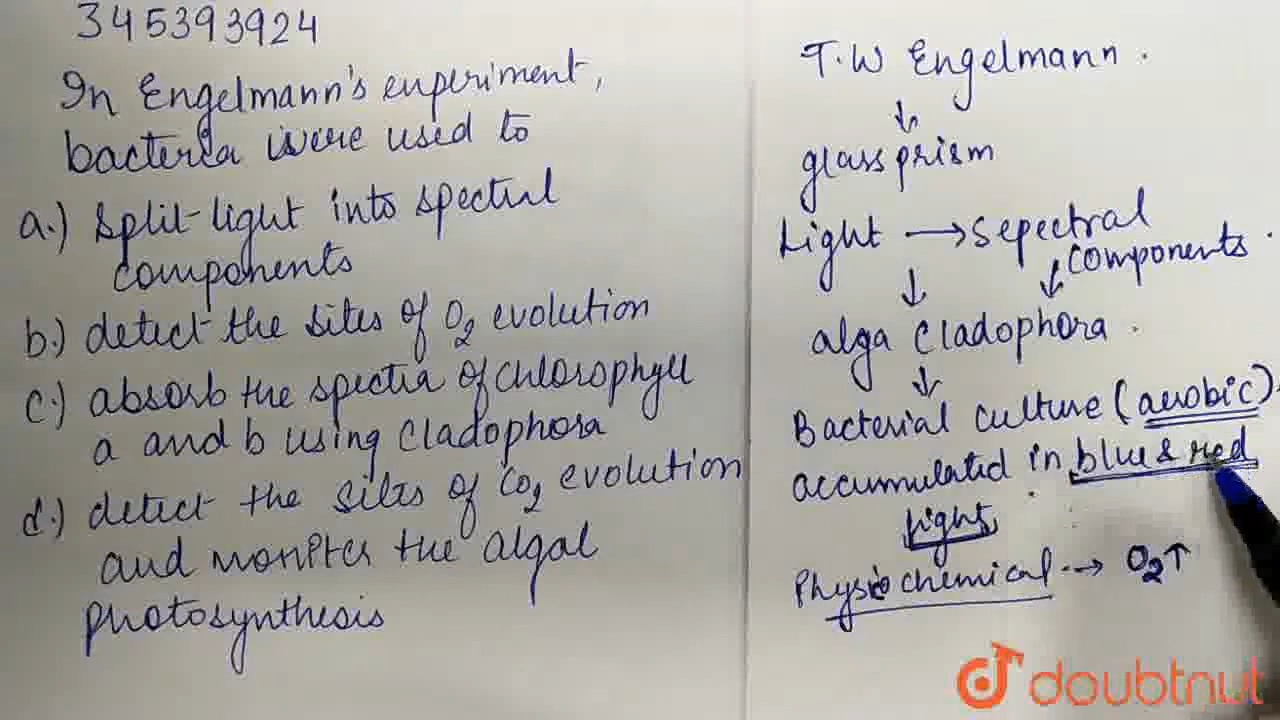 345393924
In Engelmann's experiment,
bacteria were used to
a.) split light into spectral
components
b.) detect the sites of O2 evolution
c.) absorb the spectra of chlorophyll
a and b using cladophora
d.) detect the sites of CO2 evolution
and monitor the algal
photosynthesis
T.W Engelmann.
↓
glass prism
Light → sepectral
components.
↓ ↓
alga Cladophora.
↓
Bacterial culture (aerobic).
accumulated in blue & red
light
Physiochemical → O2↑
doubtnut